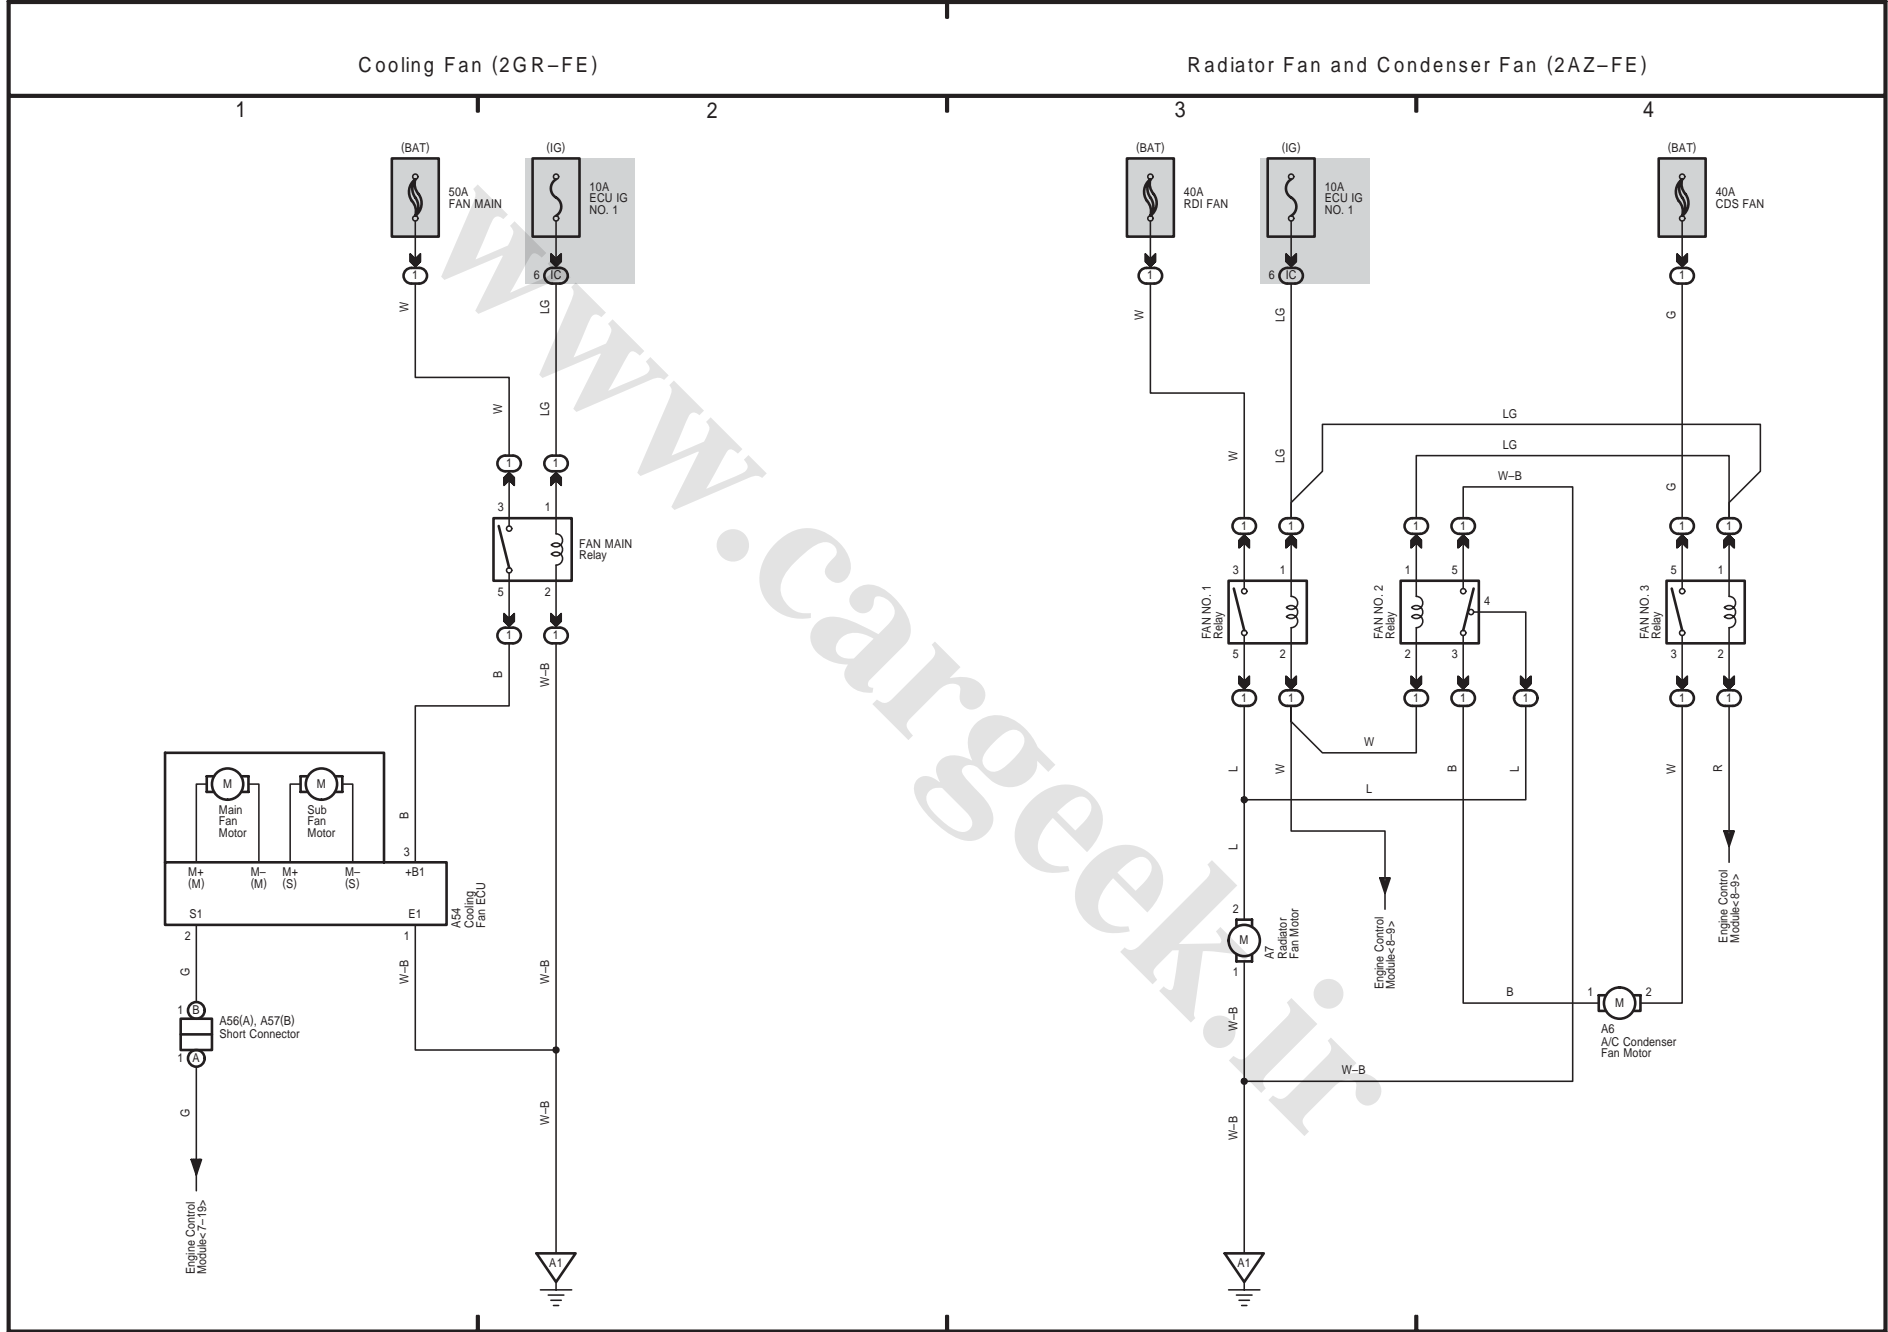 Cooling Fan (2GR–FE)
Radiator Fan and Condenser Fan (2AZ–FE)
1
2
3
4
(BAT)
50A
FAN MAIN
1
W
(IG)
10A
ECU IG
NO. 1
6
IC
LG
W
LG
1
1
3
1
FAN MAIN
Relay
5
2
1
1
B
W–B
M
Main
Fan
Motor
M
Sub
Fan
Motor
B
3
M+
(M)
M–
(M)
M+
(S)
M–
(S)
+B1
S1
E1
A54
Cooling
Fan ECU
2
1
G
W–B
W–B
1
B
A56(A), A57(B)
Short Connector
1
A
G
W–B
Engine Control
Module<7–19>
A1
(BAT)
40A
RDI FAN
1
W
(IG)
10A
ECU IG
NO. 1
6
IC
LG
(BAT)
40A
CDS FAN
1
G
LG
LG
W–B
W
LG
G
1
1
1
1
1
1
3
1
1
5
5
1
FAN NO. 1
Relay
FAN NO. 2
Relay
4
FAN NO. 3
Relay
5
2
2
3
3
2
1
1
1
1
1
1
1
W
L
W
B
L
W
R
L
L
2
M
A7
Radiator
Fan Motor
1
Engine Control
Module<8–9>
Engine Control
Module<8–9>
B
1
M
2
A6
A/C Condenser
Fan Motor
W–B
W–B
W–B
A1
www.cargeek.ir